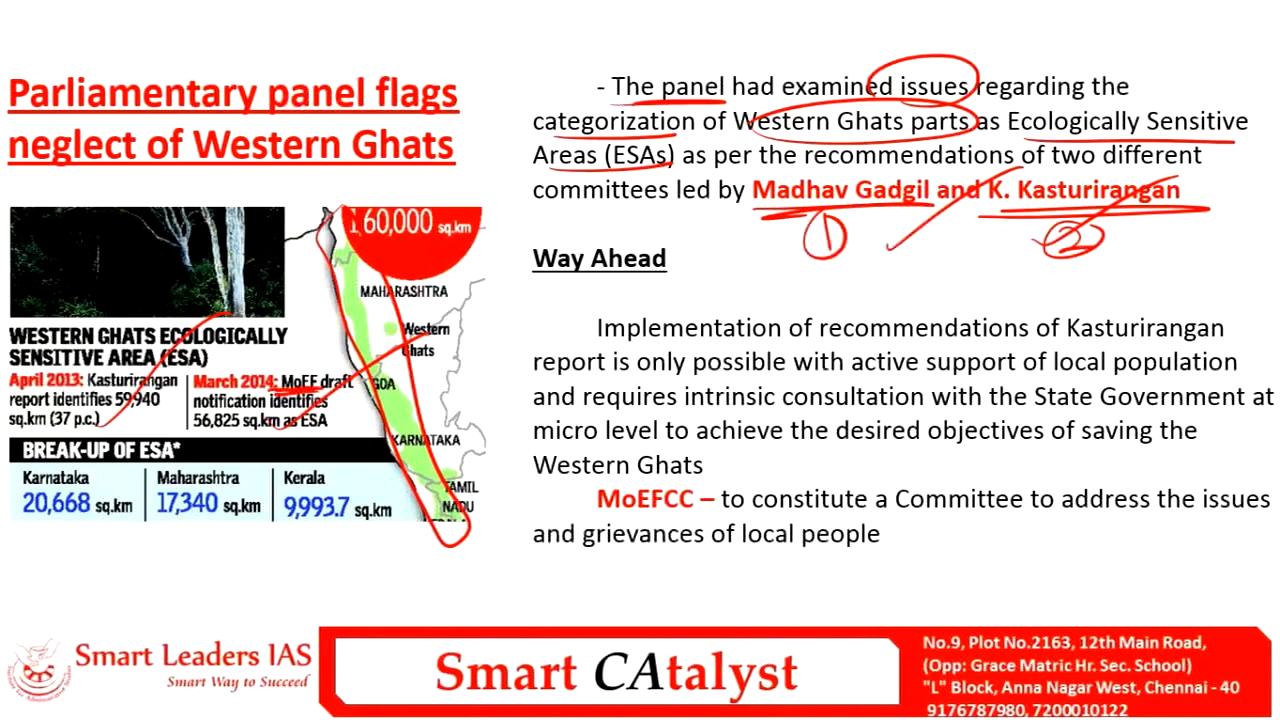 Parliamentary panel flags
neglect of Western Ghats
- The panel had examined issues regarding the
categorization of Western Ghats parts as Ecologically Sensitive
Areas (ESAs) as per the recommendations of two different
committees led by Madhav Gadgil and K. Kasturirangan
1 2
Way Ahead
Implementation of recommendations of Kasturirangan
report is only possible with active support of local population
and requires intrinsic consultation with the State Government at
micro level to achieve the desired objectives of saving the
Western Ghats
MoEFCC – to constitute a Committee to address the issues
and grievances of local people
1,60,000 sq.km
MAHARASHTRA
Western
Ghats
GOA
KARNATAKA
TAMIL
NADU
WESTERN GHATS ECOLOGICALLY
SENSITIVE AREA (ESA)
April 2013: Kasturirangan
report identifies 59,940
sq.km (37 p.c.)
March 2014: MoEF draft
notification identifies
56,825 sq.km as ESA
BREAK-UP OF ESA*
Karnataka
20,668 sq.km
Maharashtra
17,340 sq.km
Kerala
9,993.7 sq.km
Smart Leaders IAS
Smart Way to Succeed
Smart CAtalyst
No.9, Plot No.2163, 12th Main Road,
(Opp: Grace Matric Hr. Sec. School)
"L" Block, Anna Nagar West, Chennai - 40
9176787980, 7200010122